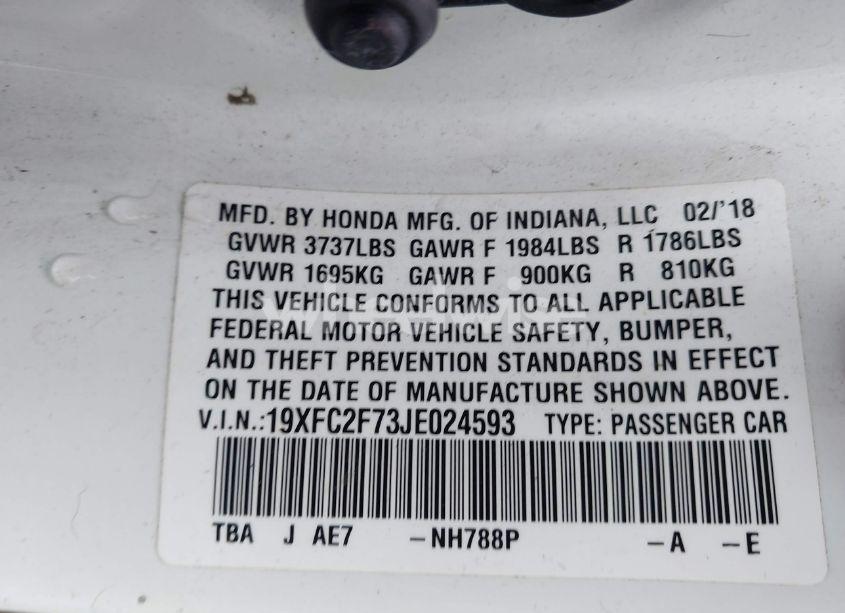 MFD. BY HONDA MFG. OF INDIANA, LLC 02/'18
GVWR 3737LBS GAWR F 1984LBS R 1786LBS
GVWR 1695KG GAWR F 900KG R 810KG
THIS VEHICLE CONFORMS TO ALL APPLICABLE
FEDERAL MOTOR VEHICLE SAFETY, BUMPER,
AND THEFT PREVENTION STANDARDS IN EFFECT
ON THE DATE OF MANUFACTURE SHOWN ABOVE.
V.I.N.:19XFC2F73JE024593 TYPE: PASSENGER CAR
TBA J AE7 -NH788P -A -E